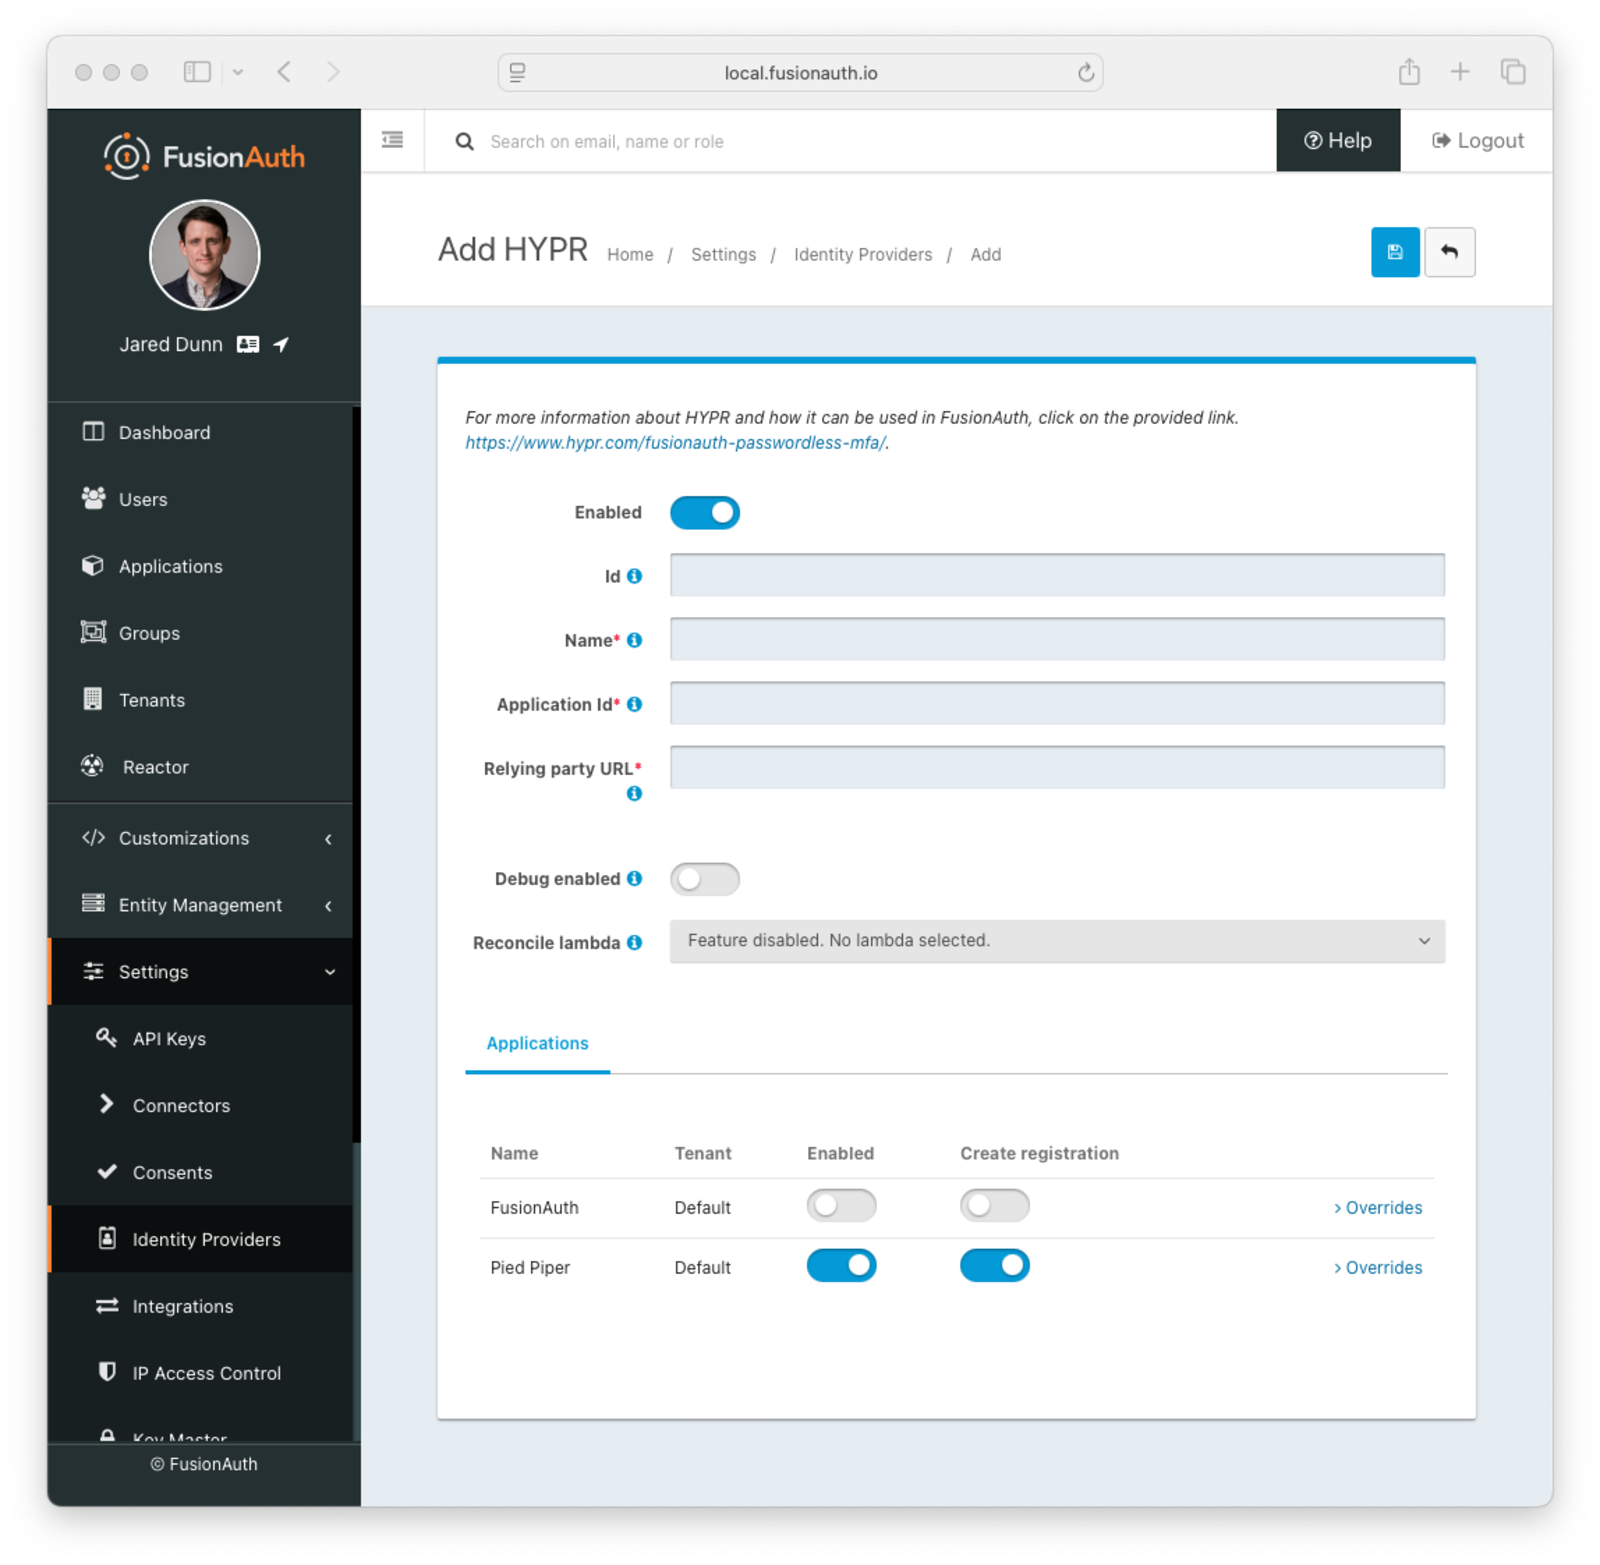 local.fusionauth.io
FusionAuth
Search on email, name or role
Help
Logout
Jared Dunn
Add HYPR
Home / Settings / Identity Providers / Add
Dashboard
Users
Applications
Groups
Tenants
Reactor
Customizations
Entity Management
Settings
API Keys
Connectors
Consents
Identity Providers
Integrations
IP Access Control
Key Master
© FusionAuth
For more information about HYPR and how it can be used in FusionAuth, click on the provided link.
https://www.hypr.com/fusionauth-passwordless-mfa/.
Enabled
Id
Name*
Application Id*
Relying party URL*
Debug enabled
Reconcile lambda Feature disabled. No lambda selected.
Applications
Name Tenant Enabled Create registration
FusionAuth Default > Overrides
Pied Piper Default > Overrides